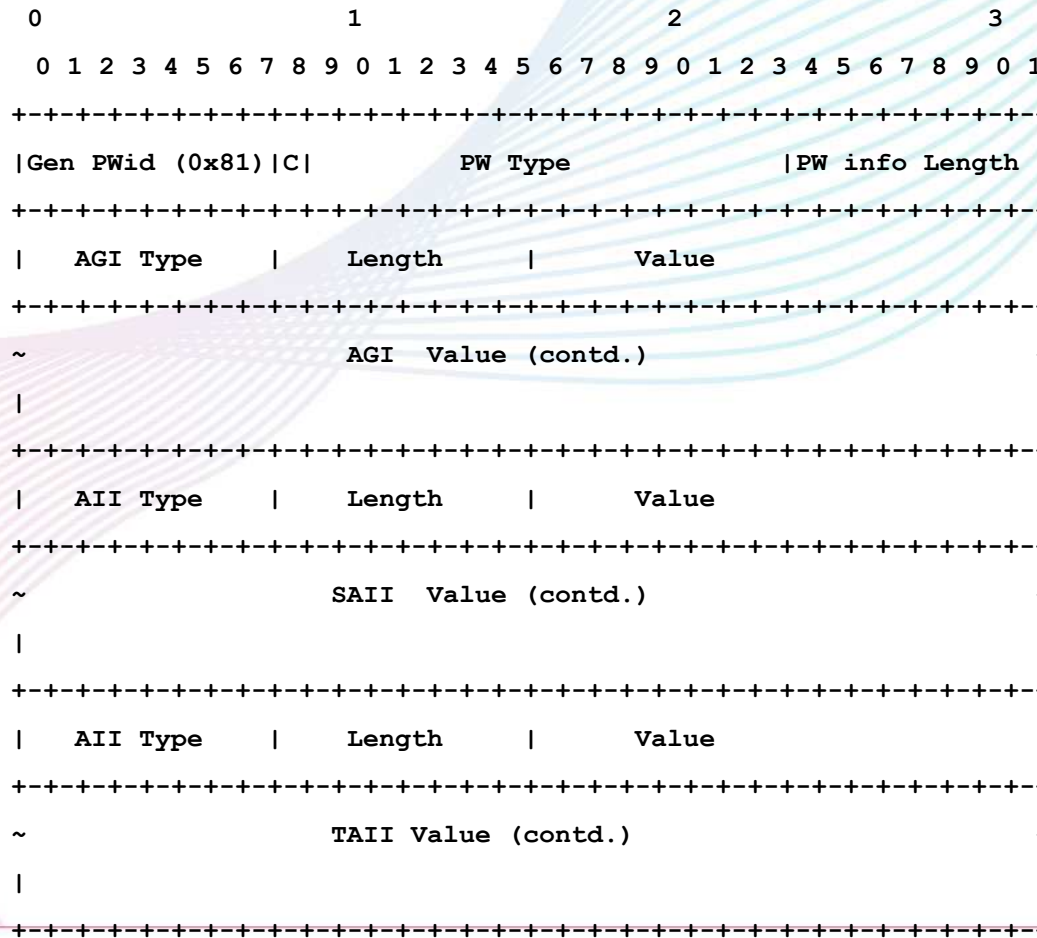 0                   1                   2                   3
0 1 2 3 4 5 6 7 8 9 0 1 2 3 4 5 6 7 8 9 0 1 2 3 4 5 6 7 8 9 0 1
+-+-+-+-+-+-+-+-+-+-+-+-+-+-+-+-+-+-+-+-+-+-+-+-+-+-+-+-+-+-+-+-+-
|Gen PWid (0x81)|C|         PW Type             |PW info Length
+-+-+-+-+-+-+-+-+-+-+-+-+-+-+-+-+-+-+-+-+-+-+-+-+-+-+-+-+-+-+-+-+-
|   AGI Type    |    Length     |      Value
+-+-+-+-+-+-+-+-+-+-+-+-+-+-+-+-+-+-+-+-+-+-+-+-+-+-+-+-+-+-+-+-+-
~                    AGI  Value (contd.)
|
+-+-+-+-+-+-+-+-+-+-+-+-+-+-+-+-+-+-+-+-+-+-+-+-+-+-+-+-+-+-+-+-+-
|   AII Type    |    Length     |      Value
+-+-+-+-+-+-+-+-+-+-+-+-+-+-+-+-+-+-+-+-+-+-+-+-+-+-+-+-+-+-+-+-+-
~                   SAII  Value (contd.)
|
+-+-+-+-+-+-+-+-+-+-+-+-+-+-+-+-+-+-+-+-+-+-+-+-+-+-+-+-+-+-+-+-+-
|   AII Type    |    Length     |      Value
+-+-+-+-+-+-+-+-+-+-+-+-+-+-+-+-+-+-+-+-+-+-+-+-+-+-+-+-+-+-+-+-+-
~                   TAII Value (contd.)
|
+-+-+-+-+-+-+-+-+-+-+-+-+-+-+-+-+-+-+-+-+-+-+-+-+-+-+-+-+-+-+-+-+-